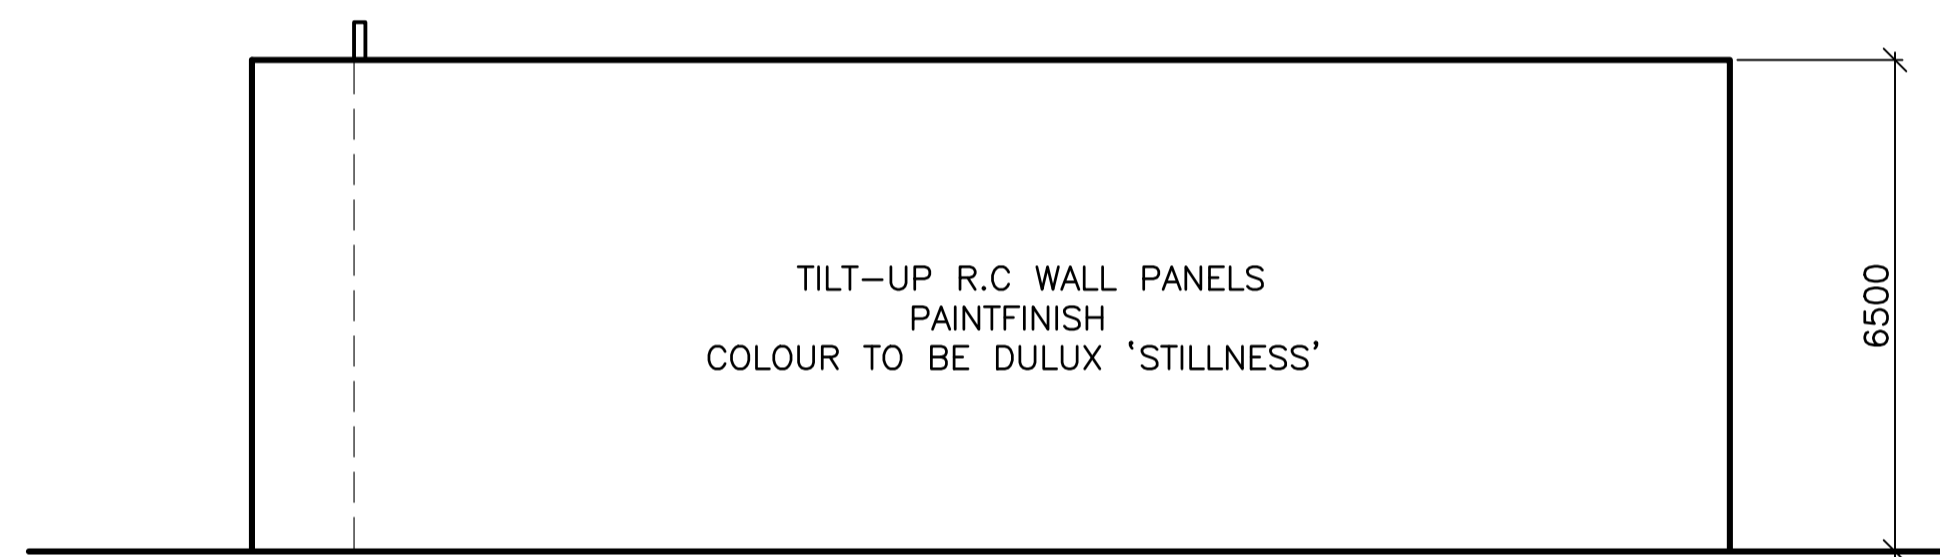 TILT-UP R.C WALL PANELS
PAINTFINISH
COLOUR TO BE DULUX ‘STILLNESS’
6500